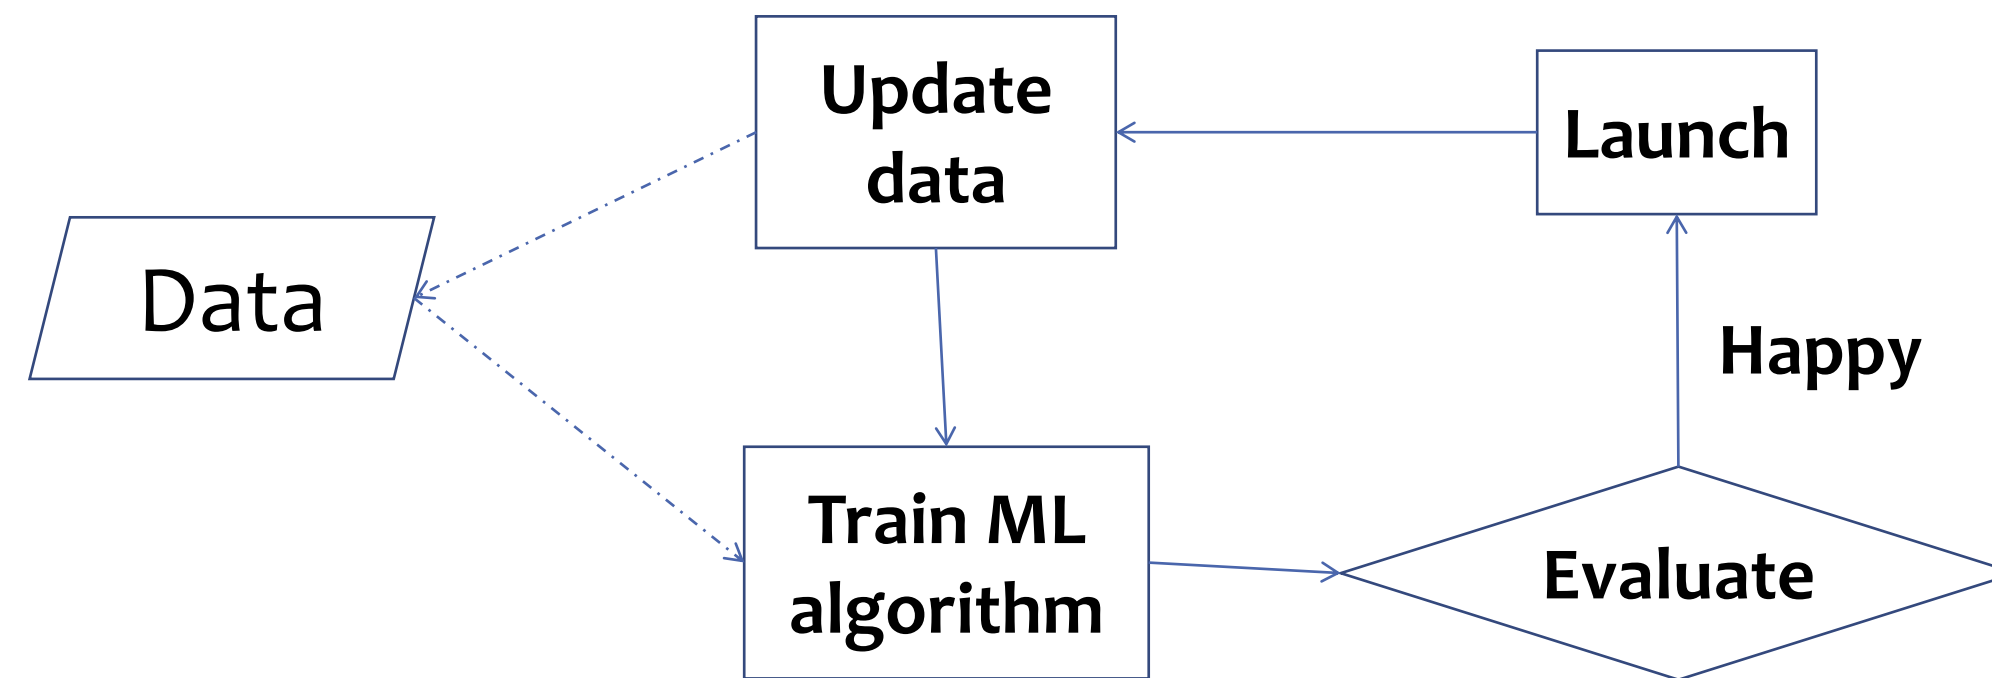 Update
data
Launch
Data
Happy
Train ML
algorithm
Evaluate